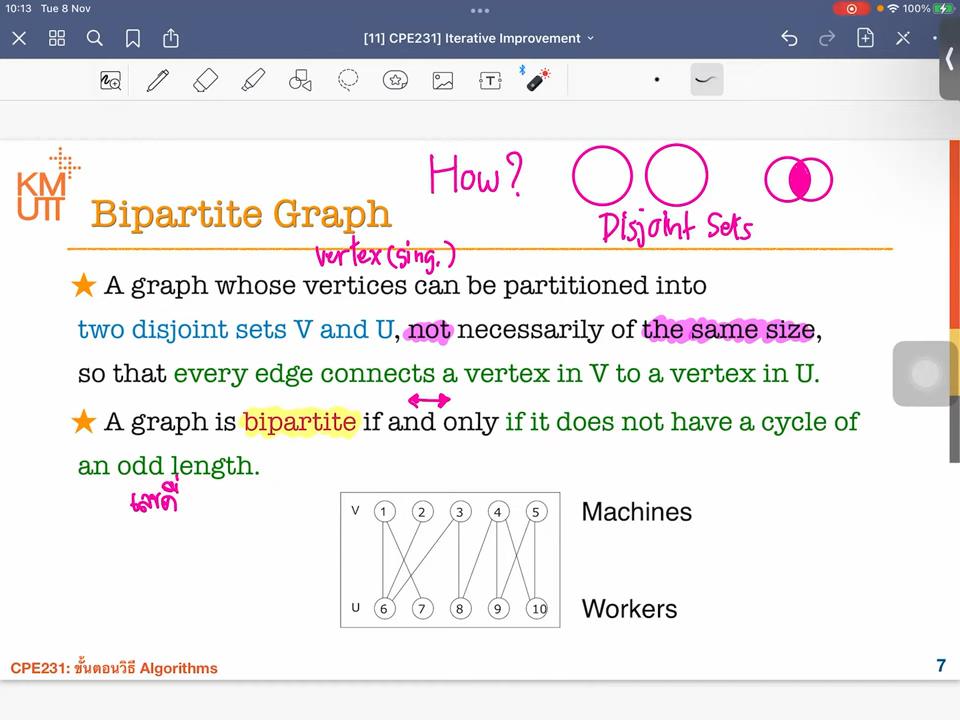 10:13 Tue 8 Nov
100%
[11] CPE231] Iterative Improvement
T
KM
UTT
How?
Bipartite Graph
Disjoint Sets
vertex (sing.)
A graph whose vertices can be partitioned into
two disjoint sets V and U, not necessarily of the same size,
so that every edge connects a vertex in V to a vertex in U.
A graph is bipartite if and only if it does not have a cycle of
an odd length.
เลขคี่
V 1 2 3 4 5 Machines
U 6 7 8 9 10 Workers
CPE231: ขั้นตอนวิธี Algorithms
7